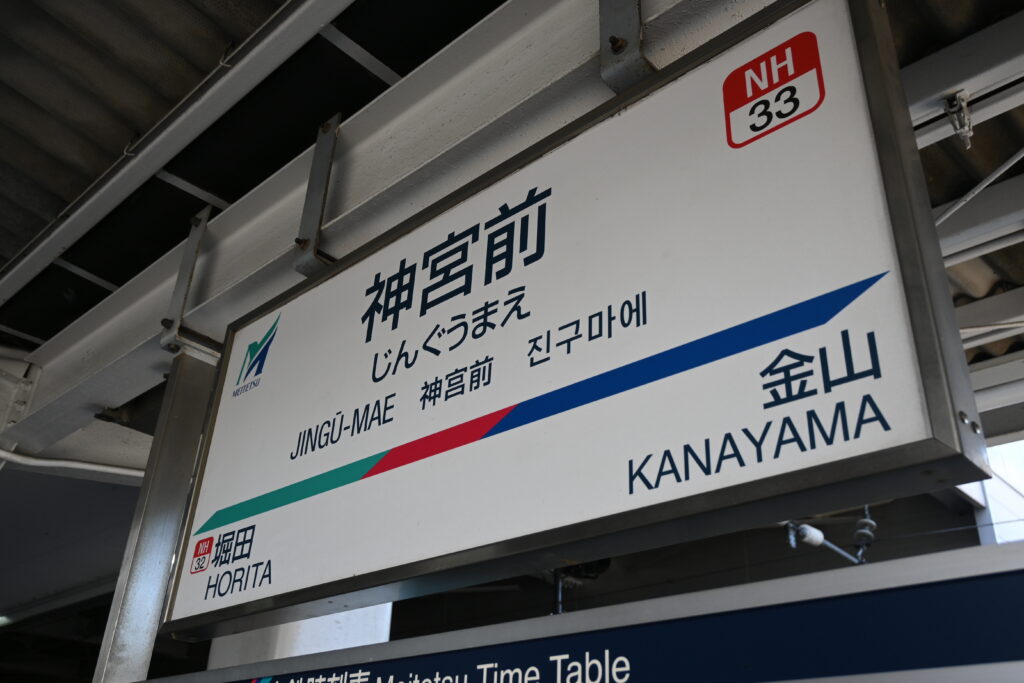 NH
33
神宮前
じんぐうまえ
JINGŪ-MAE 神宮前 진구마에
MEITETSU
金山
KANAYAMA
NH
32
堀田
HORITA
Meitetsu Time Table